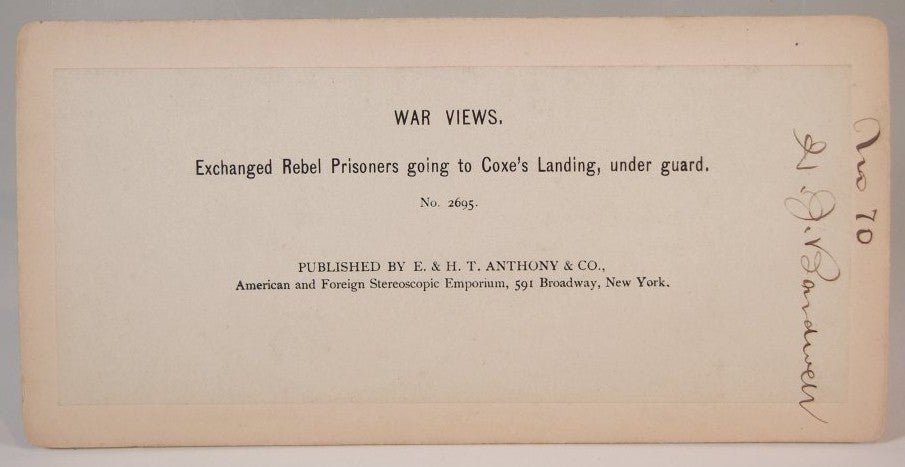 WAR VIEWS.
Exchanged Rebel Prisoners going to Coxe's Landing, under guard.
No. 2695.
PUBLISHED BY E. & H. T. ANTHONY & CO.,
American and Foreign Stereoscopic Emporium, 591 Broadway, New York.
No 70
J. Bardwell